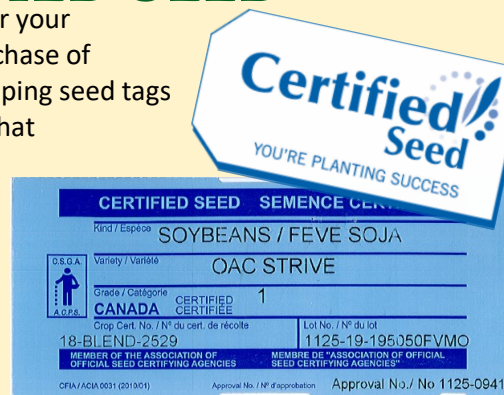 r your
chase of
ping seed tags
hat
Certified
Seed
YOU'RE PLANTING SUCCESS
CERTIFIED SEED SEMENCE
Kind / Espèce SOYBEANS / FEVE SOJA
C.S.G.A.
Variety / Variété OAC STRIVE
Grade / Catégorie
CANADA CERTIFIED 1
CERTIFIÉE
A.C.P.S.
Crop Cert. No. / Nº du cert. de récolte Lot No. / Nº du lot
18-BLEND-2529 1125-19-195050FVMO
MEMBER OF THE ASSOCIATION OF MEMBRE DE "ASSOCIATION OF OFFICIAL
OFFICIAL SEED CERTIFYING AGENCIES SEED CERTIFYING AGENCIES"
CFIA / ACIA 0031 (2010/01) Approval No. / Nº d'approbation Approval No./ No 1125-0941